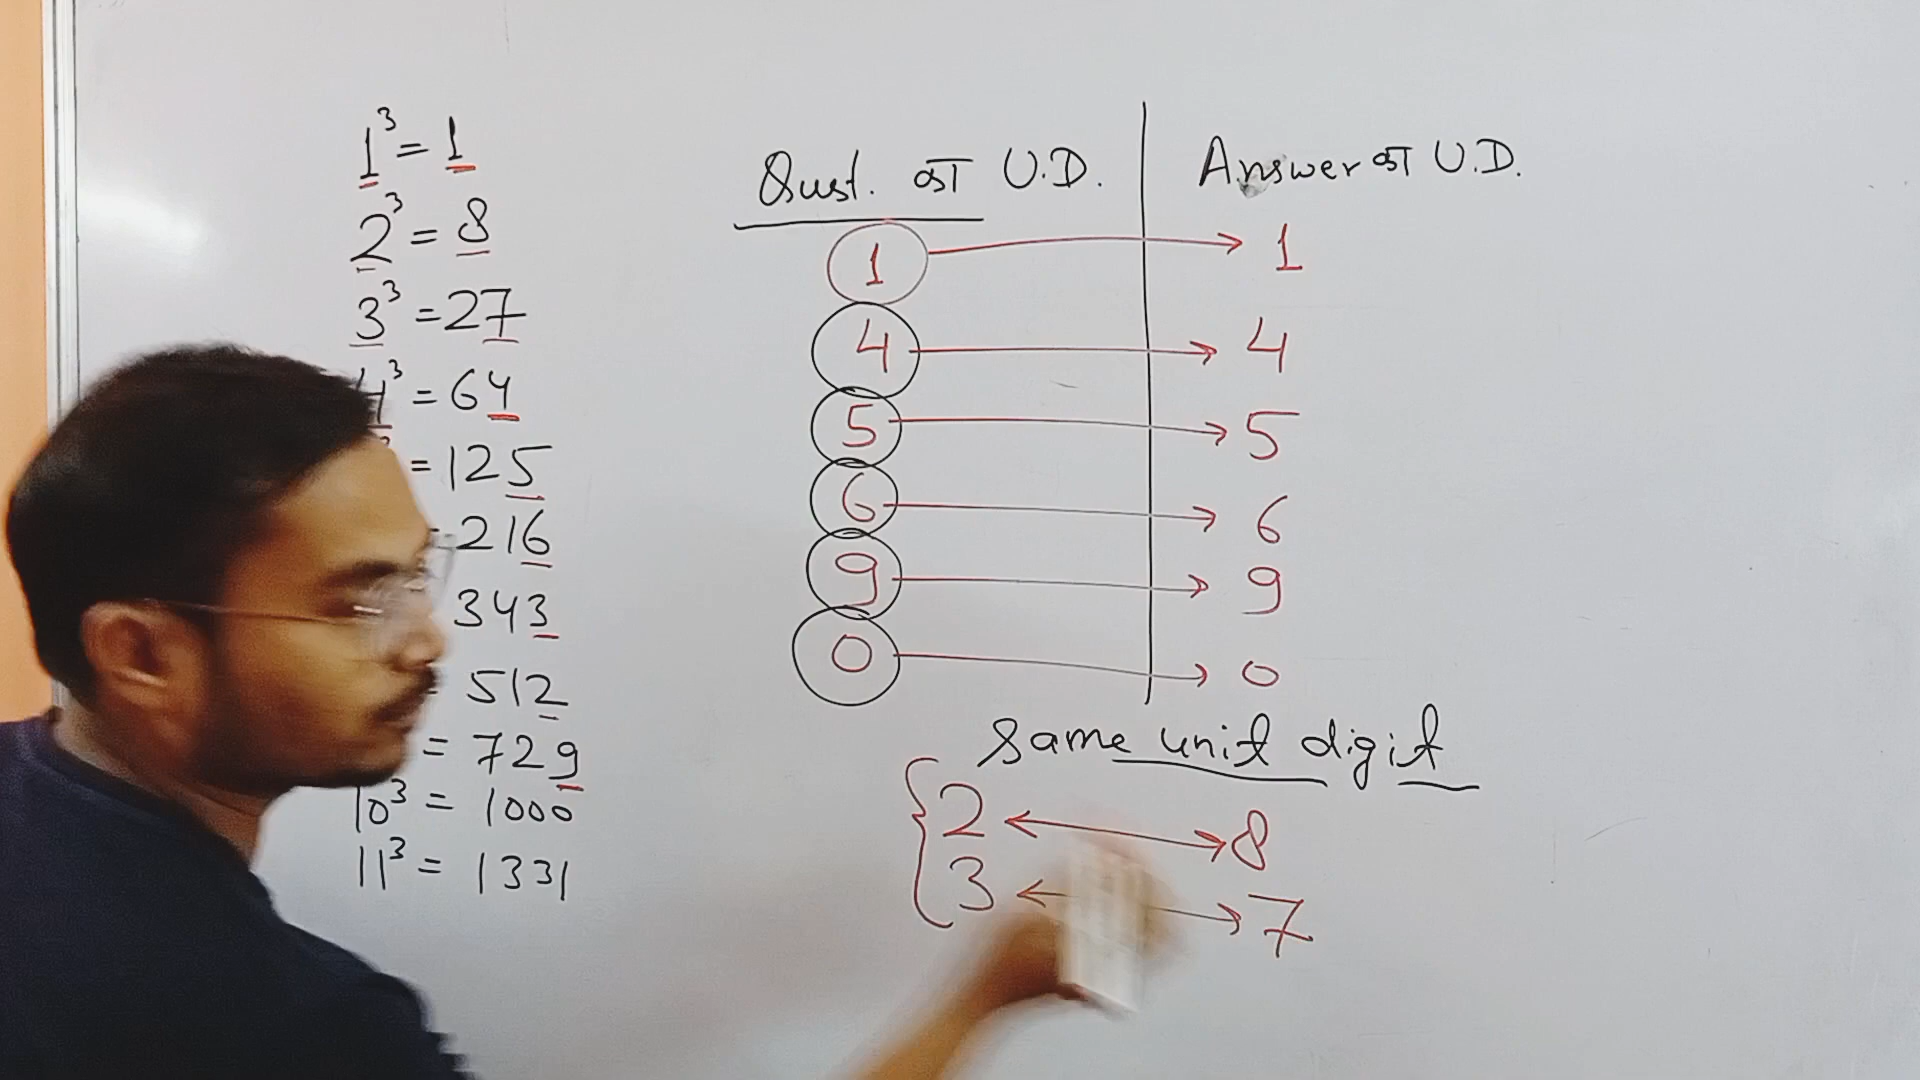 1³ = 1
2³ = 8
3³ = 27
4³ = 64
= 125
= 216
343
= 512
= 729
10³ = 1000
11³ = 1331
Qust. का U.D.
Answer का U.D.
1 → 1
4 → 4
5 → 5
6 → 6
9 → 9
0 → 0
Same unit digit
2 ↔ 8
3 ↔ 7